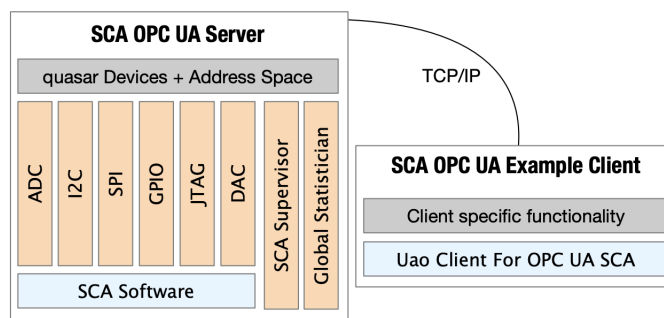 SCA OPC UA Server
quasar Devices + Address Space
ADC
I2C
SPI
GPIO
JTAG
DAC
SCA Supervisor
Global Statistician
SCA Software
TCP/IP
SCA OPC UA Example Client
Client specific functionality
Uao Client For OPC UA SCA